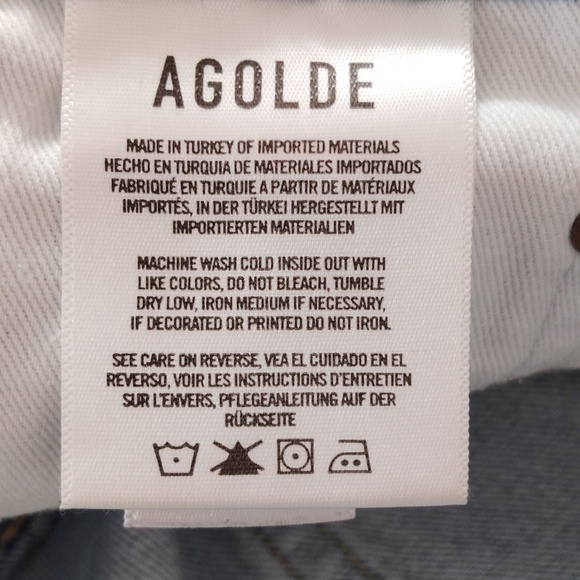 AGOLDE
MADE IN TURKEY OF IMPORTED MATERIALS
HECHO EN TURQUIA DE MATERIALES IMPORTADOS
FABRIQUÉ EN TURQUIE A PARTIR DE MATÉRIAUX
IMPORTÉS, IN DER TÜRKEI HERGESTELLT MIT
IMPORTIERTEN MATERIALIEN
MACHINE WASH COLD INSIDE OUT WITH
LIKE COLORS, DO NOT BLEACH, TUMBLE
DRY LOW, IRON MEDIUM IF NECESSARY,
IF DECORATED OR PRINTED DO NOT IRON.
SEE CARE ON REVERSE, VEA EL CUIDADO EN EL
REVERSO, VOIR LES INSTRUCTIONS D'ENTRETIEN
SUR L'ENVERS, PFLEGEANLEITUNG AUF DER
RÜCKSEITE